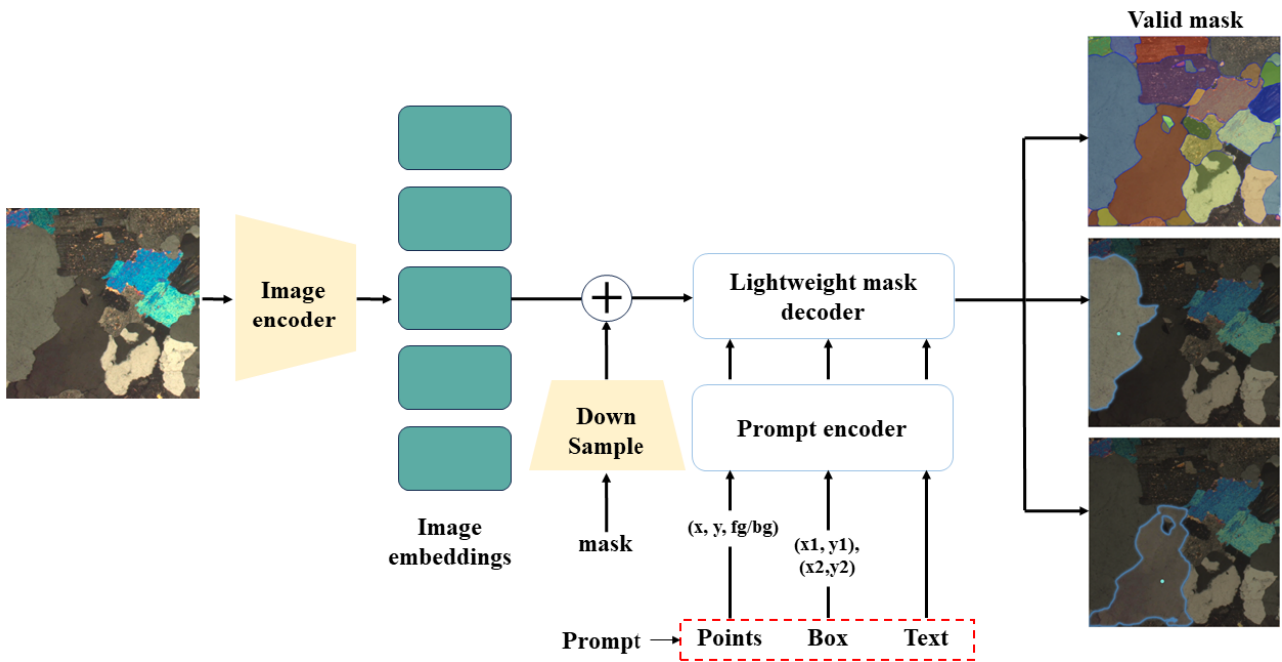 Valid mask
Image
encoder
Lightweight mask
decoder
Down
Sample
Prompt encoder
Image
embeddings
mask
(x, y, fg/bg)
(x1, y1),
(x2,y2)
Prompt
Points
Box
Text